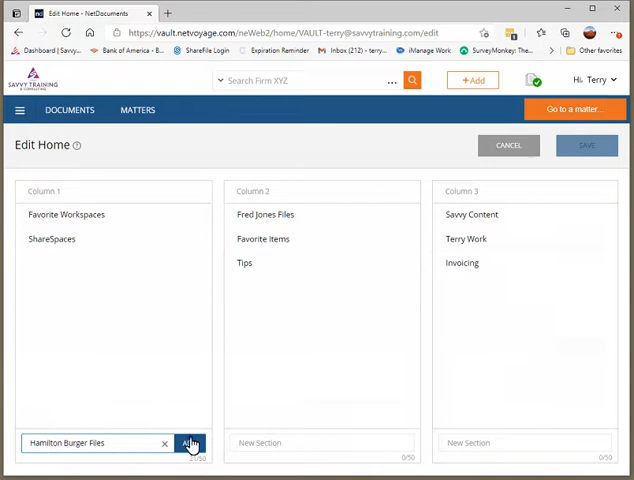 Edit Home - NetDocuments
https://vault.netvoyage.com/neWeb2/home/VAULT-terry@savvytraining.com/edit
Dashboard | Savvy... Bank of America - B... ShareFile Login Expiration Reminder Inbox (2) - terry... iManage Work SurveyMonkey: The... Other favorites
SAVVY TRAINING
& CONSULTING
Search Firm XYZ ... +Add Hi, Terry
DOCUMENTS MATTERS Go to a matter...
Edit Home CANCEL SAVE
Column 1 Column 2 Column 3
Favorite Workspaces Fred Jones Files Savvy Content
ShareSpaces Favorite Items Terry Work
Tips Invoicing
Hamilton Burger Files New Section New Section
21/50 0/50 0/50